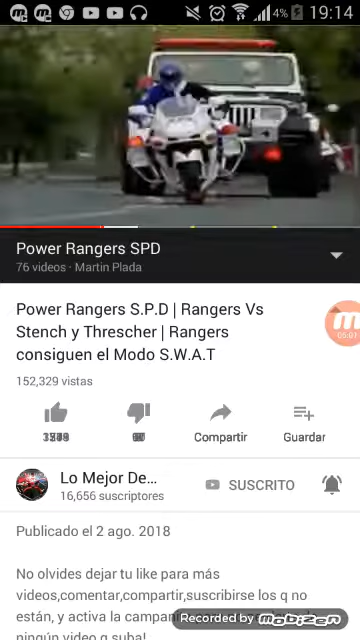 4% 19:14
Power Rangers SPD
76 videos · Martin Plada
Power Rangers S.P.D | Rangers Vs
Stench y Threscher | Rangers
consiguen el Modo S.W.A.T
152,329 vistas
Compartir
Guardar
Lo Mejor De...
SUSCRITO
16,656 suscriptores
Publicado el 2 ago. 2018
No olvides dejar tu like para más
videos,comentar,compartir,suscribirse los q no
están, y activa la
ningún video q suba!
Recorded by mobizen